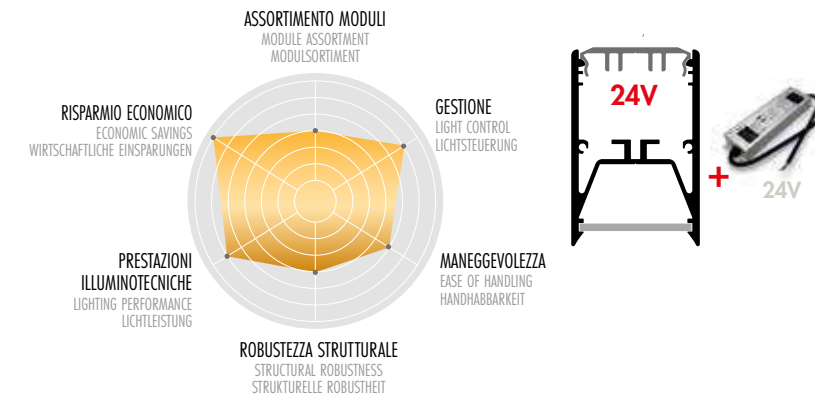 ASSORTIMENTO MODULI
MODULE ASSORTMENT
MODULSORTIMENT
RISPARMIO ECONOMICO
ECONOMIC SAVINGS
WIRTSCHAFTLICHE EINSPARUNGEN
GESTIONE
LIGHT CONTROL
LICHTSTEUERUNG
PRESTAZIONI
ILLUMINOTECNICHE
LIGHTING PERFORMANCE
LICHTLEISTUNG
MANEGGEVOLEZZA
EASE OF HANDLING
HANDHABBARKEIT
ROBUSTEZZA STRUTTURALE
STRUCTURAL ROBUSTNESS
STRUKTURELLE ROBUSTHEIT
24V
+
24V